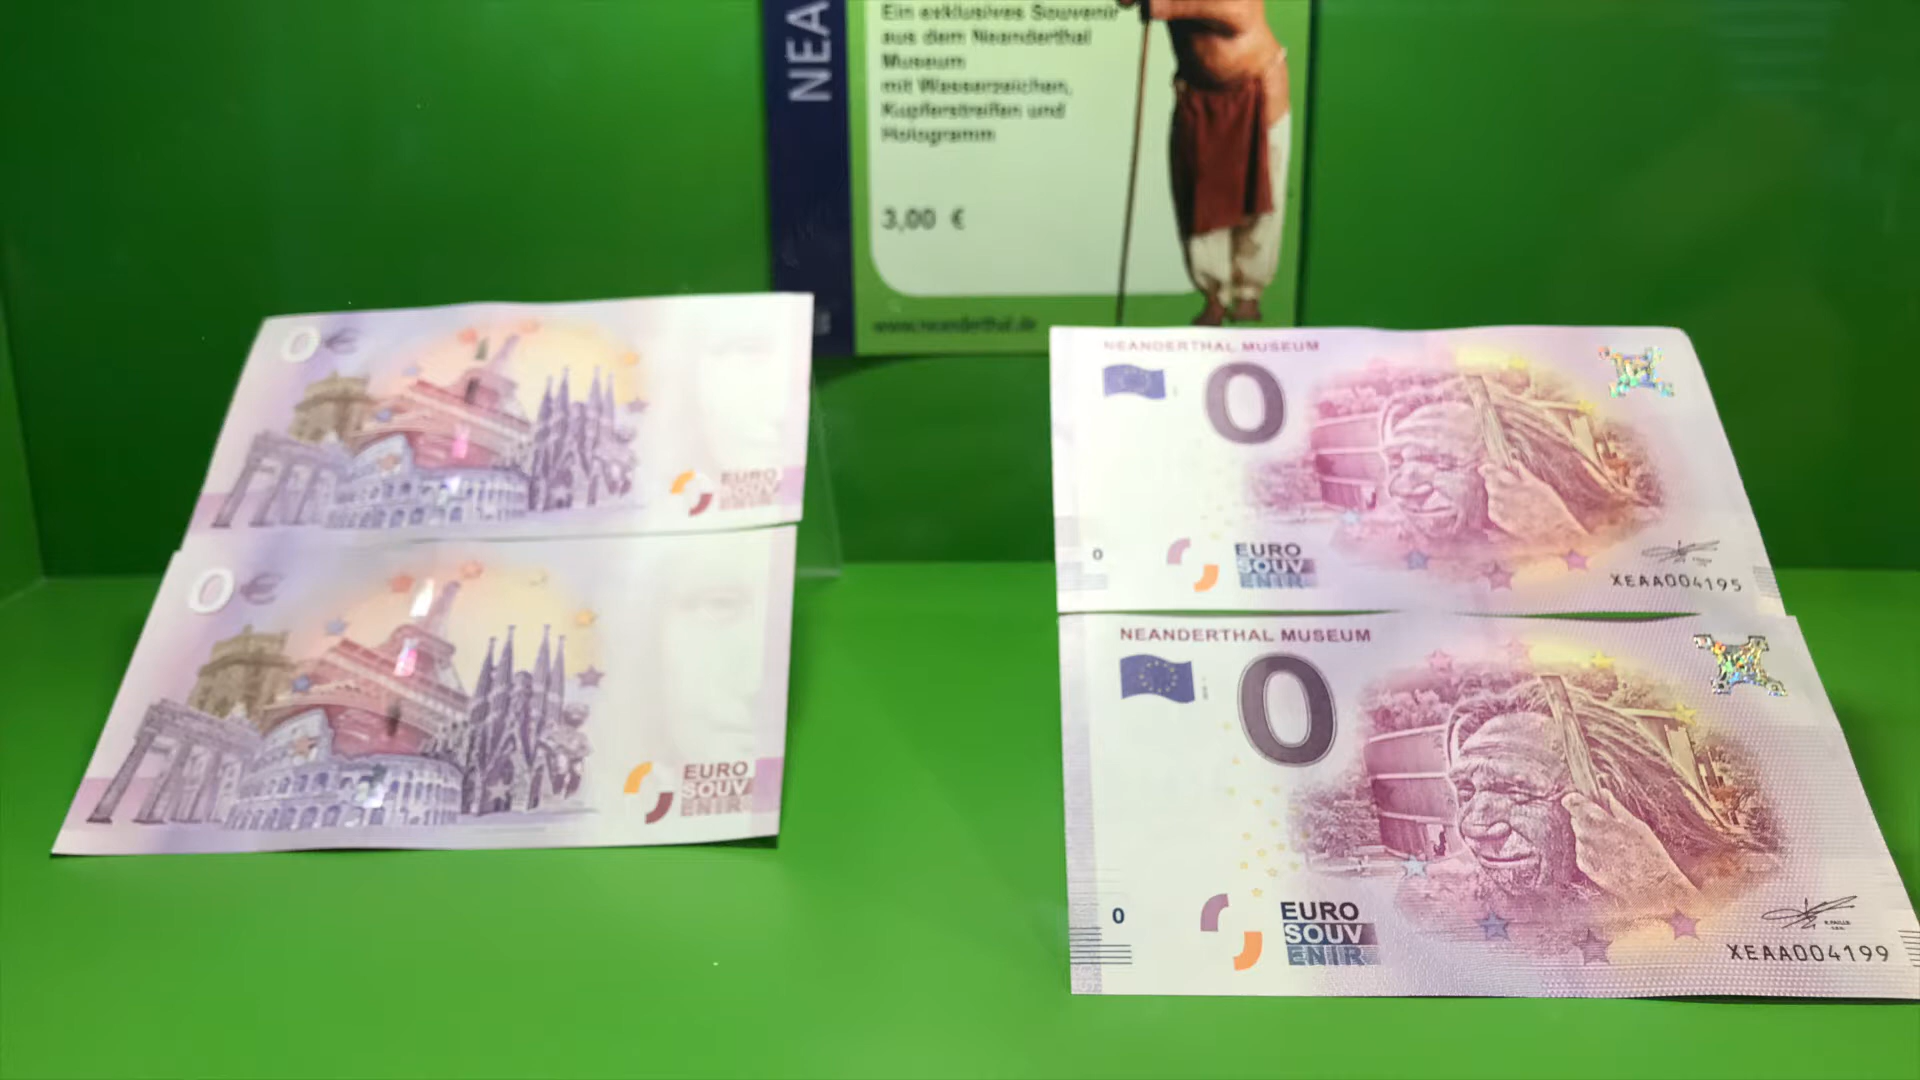 NEA
Ein exklusives Souvenir
aus dem Neanderthal
Museum
mit Wasserzeichen,
Kupferstreifen und
Hologramm
3,00 €
www.neanderthal.de
0 €
EURO
SOUV
ENIR
0 €
EURO
SOUV
ENIR
NEANDERTHAL MUSEUM
0
0
EURO
SOUV
ENIR
XEAA004195
NEANDERTHAL MUSEUM
0
0
EURO
SOUV
ENIR
XEAA004199